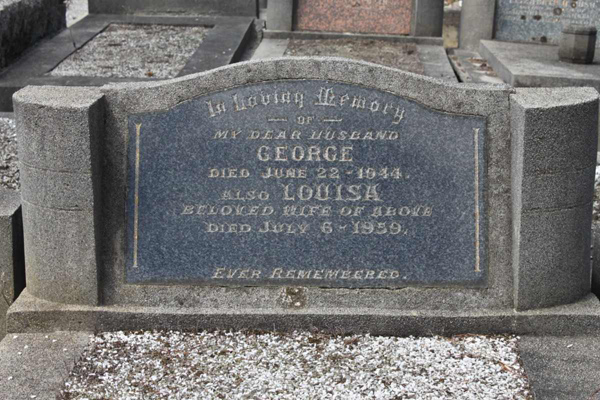 In Loving Memory
— OF —
MY DEAR HUSBAND
GEORGE
DIED JUNE 22 - 1944.
ALSO LOUISA
BELOVED WIFE OF ABOVE
DIED JULY 6 - 1959.
EVER REMEMBERED.